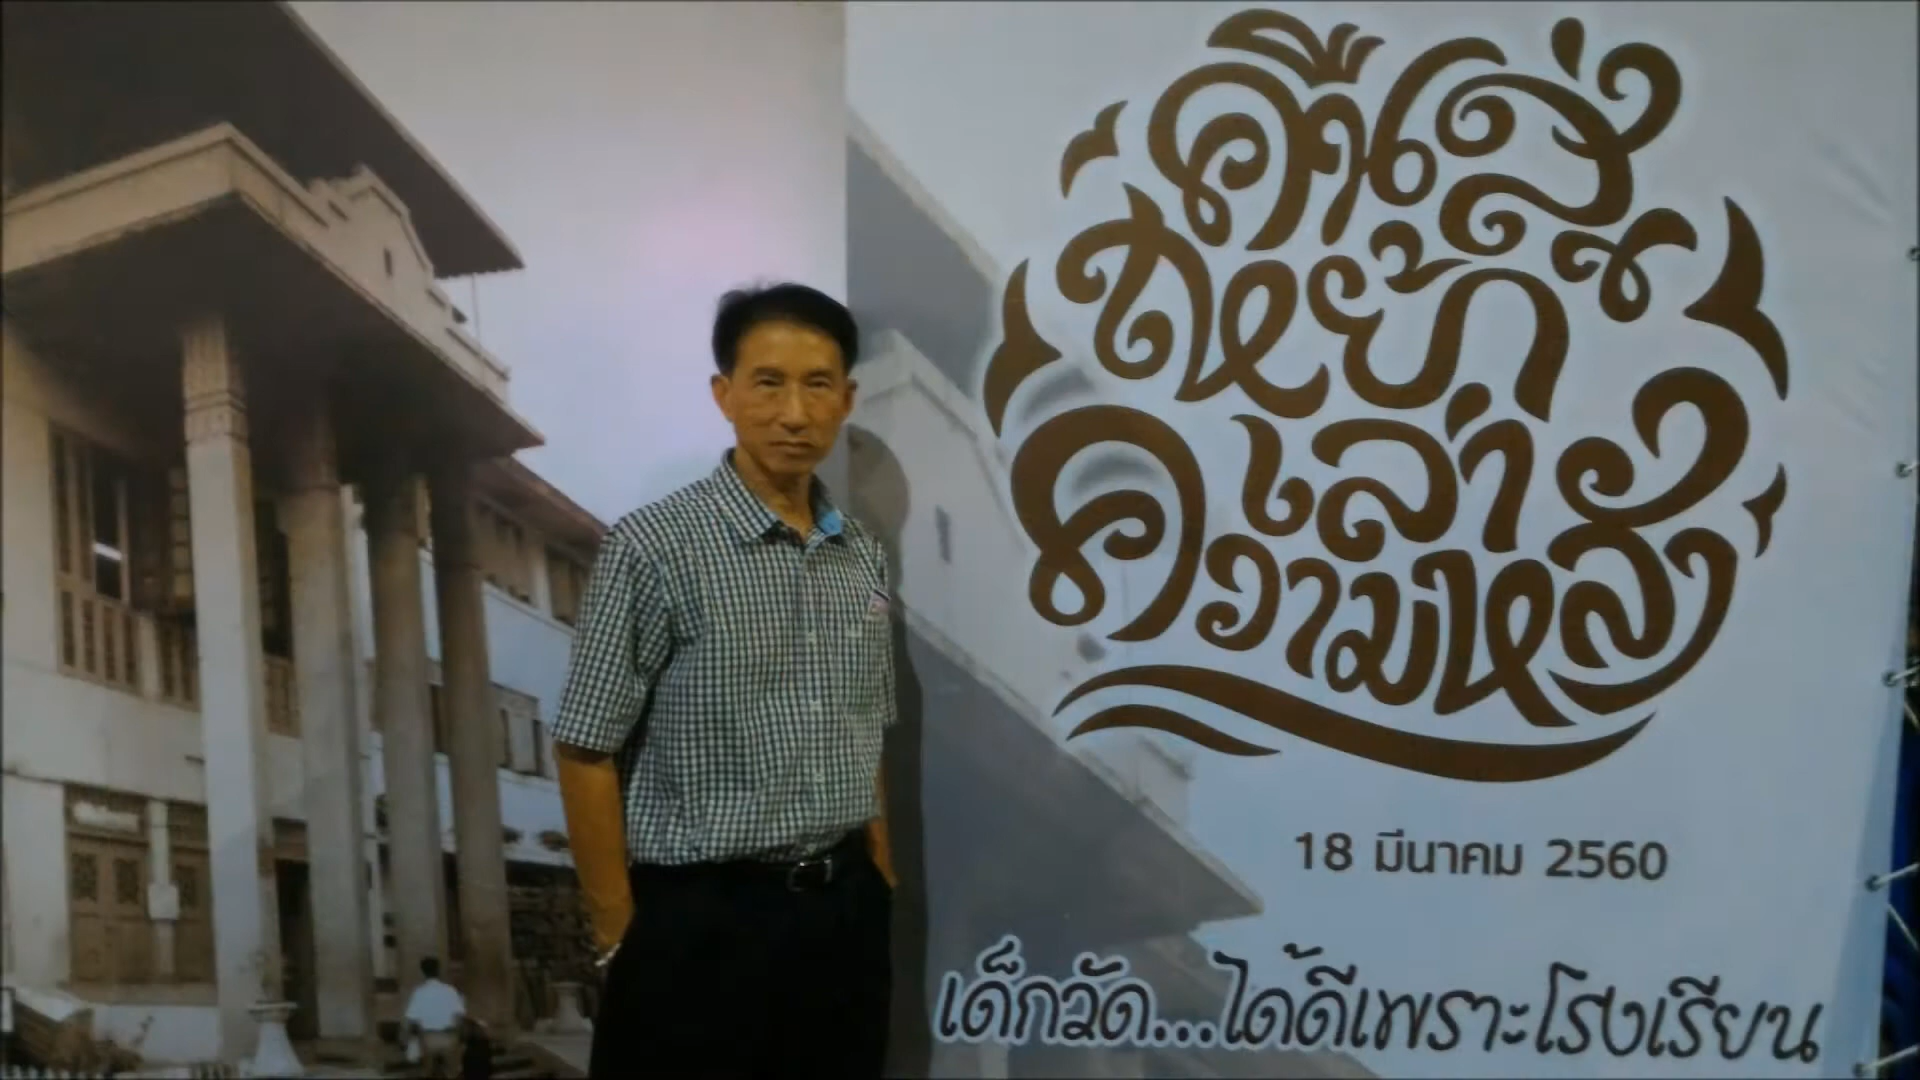 คืนสู่
เหย้า
เล่า
ความหลัง
18 มีนาคม 2560
เด็กวัด...ได้ดีเพราะโรงเรียน